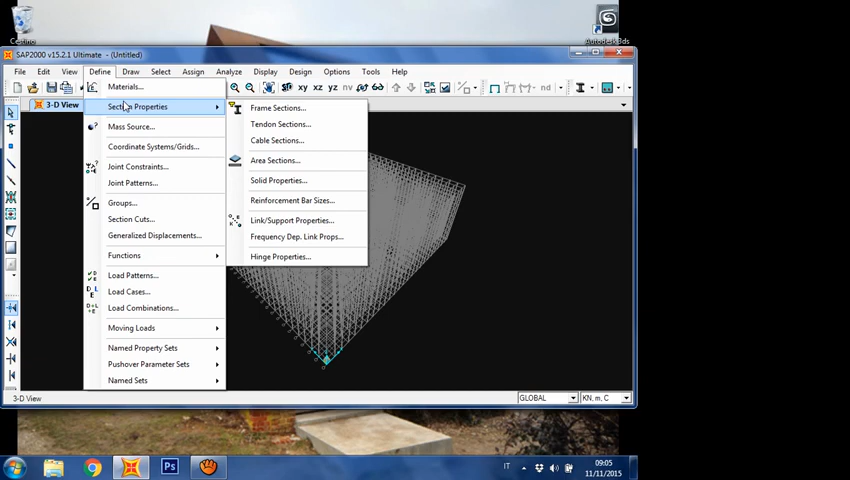 Cestino
Autodesk 3ds
SAP2000 v15.2.1 Ultimate - (Untitled)
File Edit View Define Draw Select Assign Analyze Display Design Options Tools Help
xy xz yz nv
3-D View
Materials...
Section Properties
Mass Source...
Coordinate Systems/Grids...
Joint Constraints...
Joint Patterns...
Groups...
Section Cuts...
Generalized Displacements...
Functions
Load Patterns...
Load Cases...
Load Combinations...
Moving Loads
Named Property Sets
Pushover Parameter Sets
Named Sets
Frame Sections...
Tendon Sections...
Cable Sections...
Area Sections...
Solid Properties...
Reinforcement Bar Sizes...
Link/Support Properties...
Frequency Dep. Link Props...
Hinge Properties...
3-D View
GLOBAL
KN, m, C
Ps
IT
09:05
11/11/2015